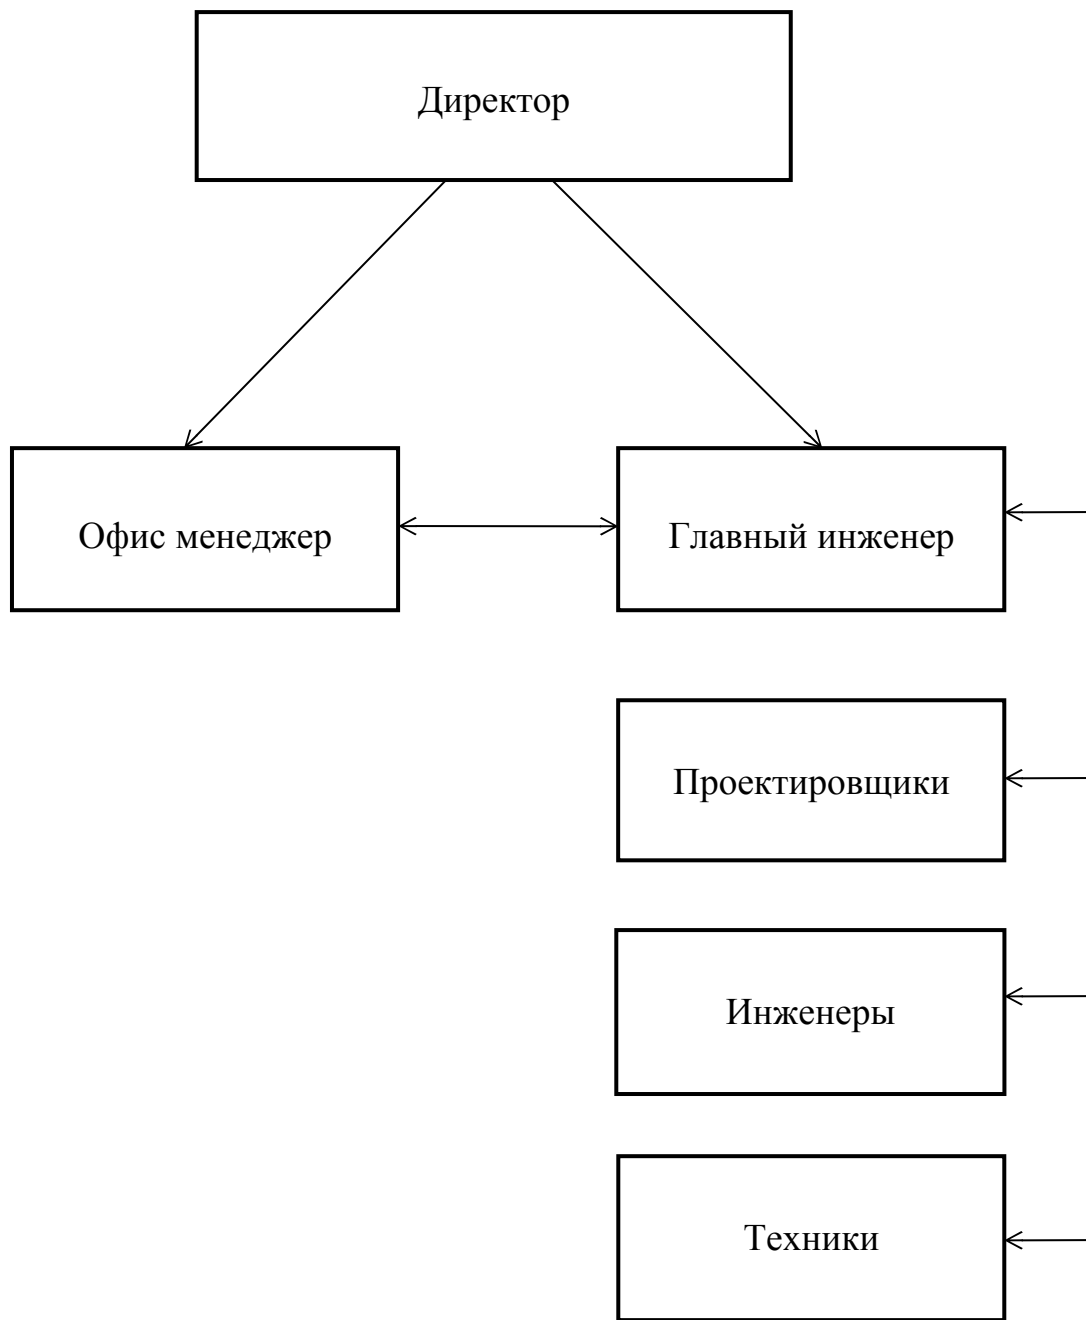 Директор
Офис менеджер
Главный инженер
Проектировщики
Инженеры
Техники